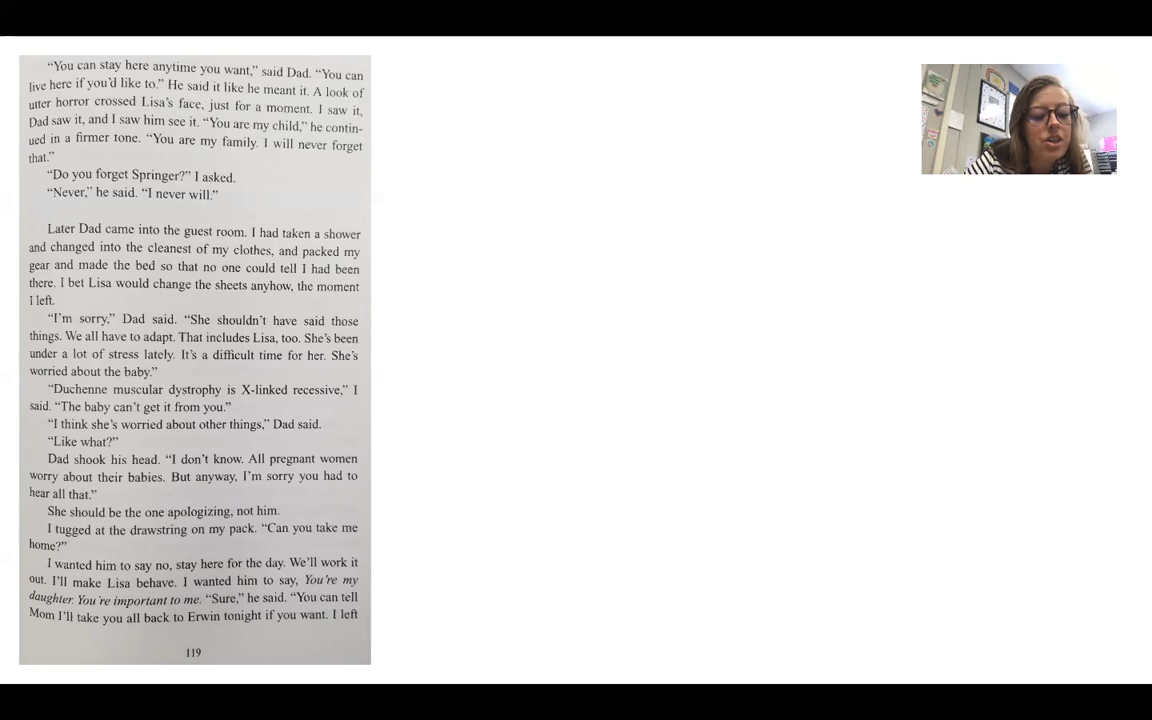 “You can stay here anytime you want,” said Dad. “You can
live here if you’d like to.” He said it like he meant it. A look of
utter horror crossed Lisa’s face, just for a moment. I saw it,
Dad saw it, and I saw him see it. “You are my child,” he contin-
ued in a firmer tone. “You are my family. I will never forget
that.”
“Do you forget Springer?” I asked.
“Never,” he said. “I never will.”
Later Dad came into the guest room. I had taken a shower
and changed into the cleanest of my clothes, and packed my
gear and made the bed so that no one could tell I had been
there. I bet Lisa would change the sheets anyhow, the moment
I left.
“I’m sorry,” Dad said. “She shouldn’t have said those
things. We all have to adapt. That includes Lisa, too. She’s been
under a lot of stress lately. It’s a difficult time for her. She’s
worried about the baby.”
“Duchenne muscular dystrophy is X-linked recessive,” I
said. “The baby can’t get it from you.”
“I think she’s worried about other things,” Dad said.
“Like what?”
Dad shook his head. “I don’t know. All pregnant women
worry about their babies. But anyway, I’m sorry you had to
hear all that.”
She should be the one apologizing, not him.
I tugged at the drawstring on my pack. “Can you take me
home?”
I wanted him to say no, stay here for the day. We’ll work it
out. I’ll make Lisa behave. I wanted him to say, You’re my
daughter. You’re important to me. “Sure,” he said. “You can tell
Mom I’ll take you all back to Erwin tonight if you want. I left
119